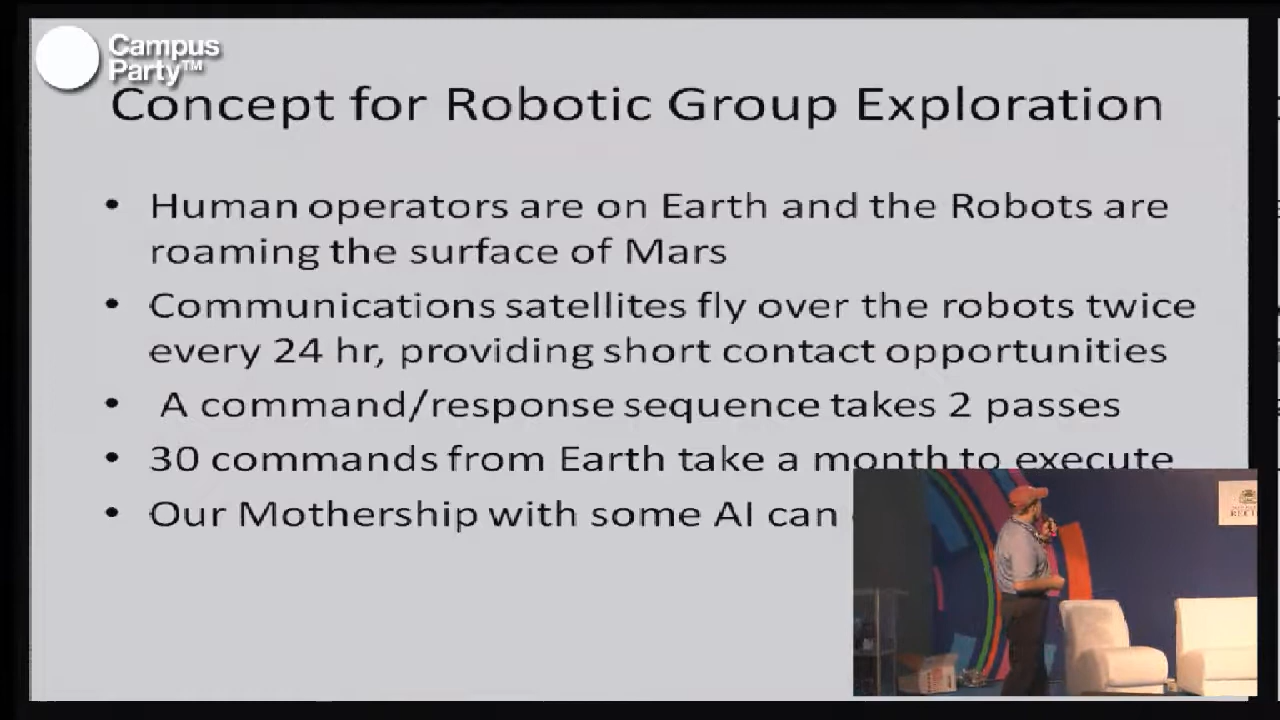 Campus
Party™
Concept for Robotic Group Exploration
• Human operators are on Earth and the Robots are
roaming the surface of Mars
• Communications satellites fly over the robots twice
every 24 hr, providing short contact opportunities
• A command/response sequence takes 2 passes
• 30 commands from Earth take a month to execute
• Our Mothership with some AI can